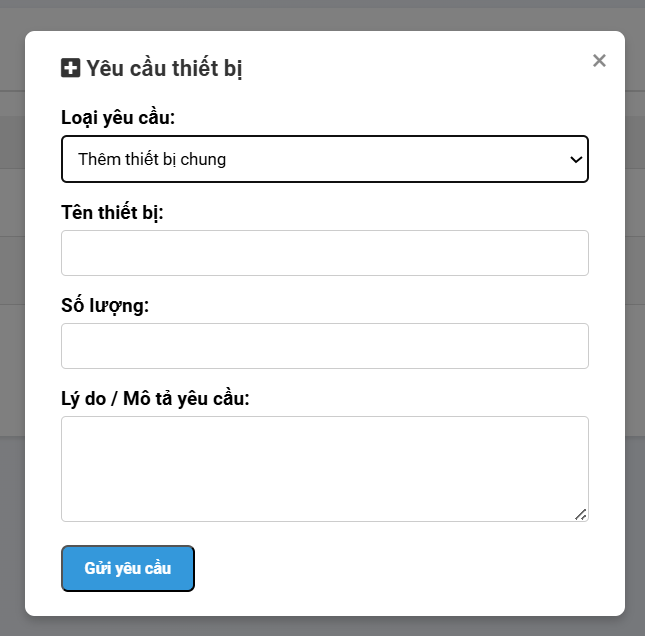 Yêu cầu thiết bị
Loại yêu cầu:
Thêm thiết bị chung
Tên thiết bị:
Số lượng:
Lý do / Mô tả yêu cầu:
Gửi yêu cầu